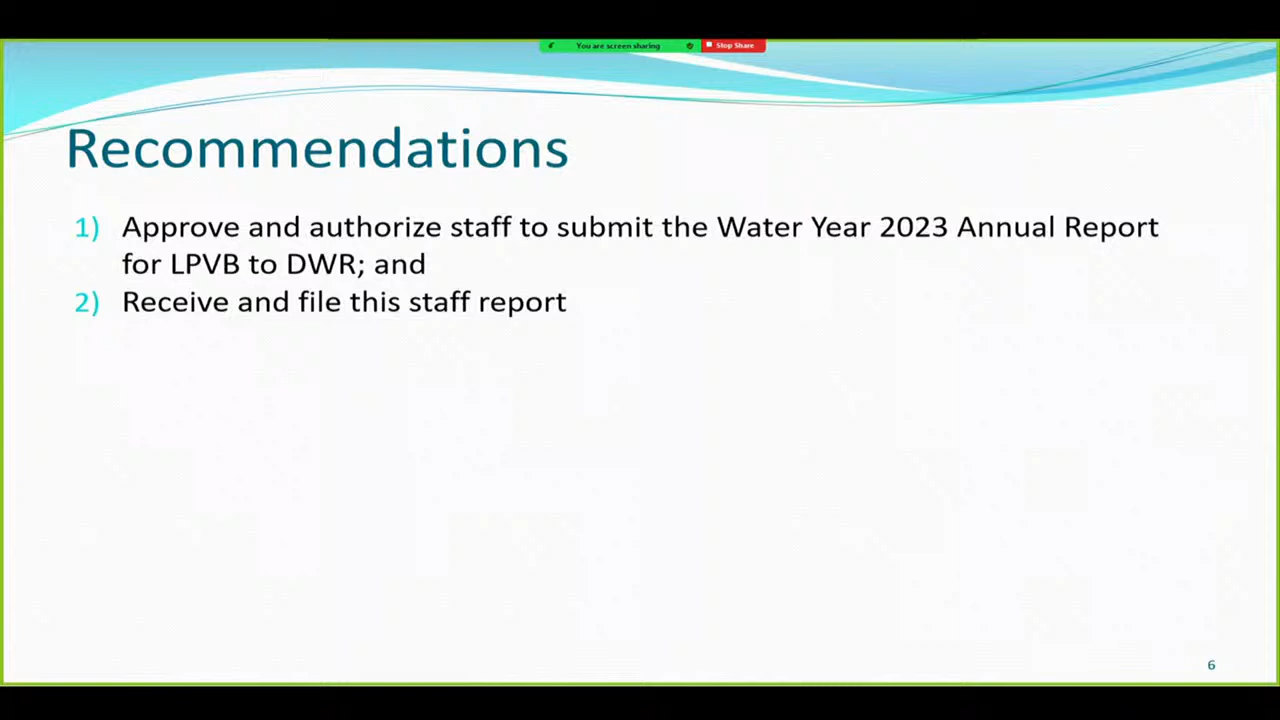 You are screen sharing
Stop Share
Recommendations
1) Approve and authorize staff to submit the Water Year 2023 Annual Report
for LPVB to DWR; and
2) Receive and file this staff report
6